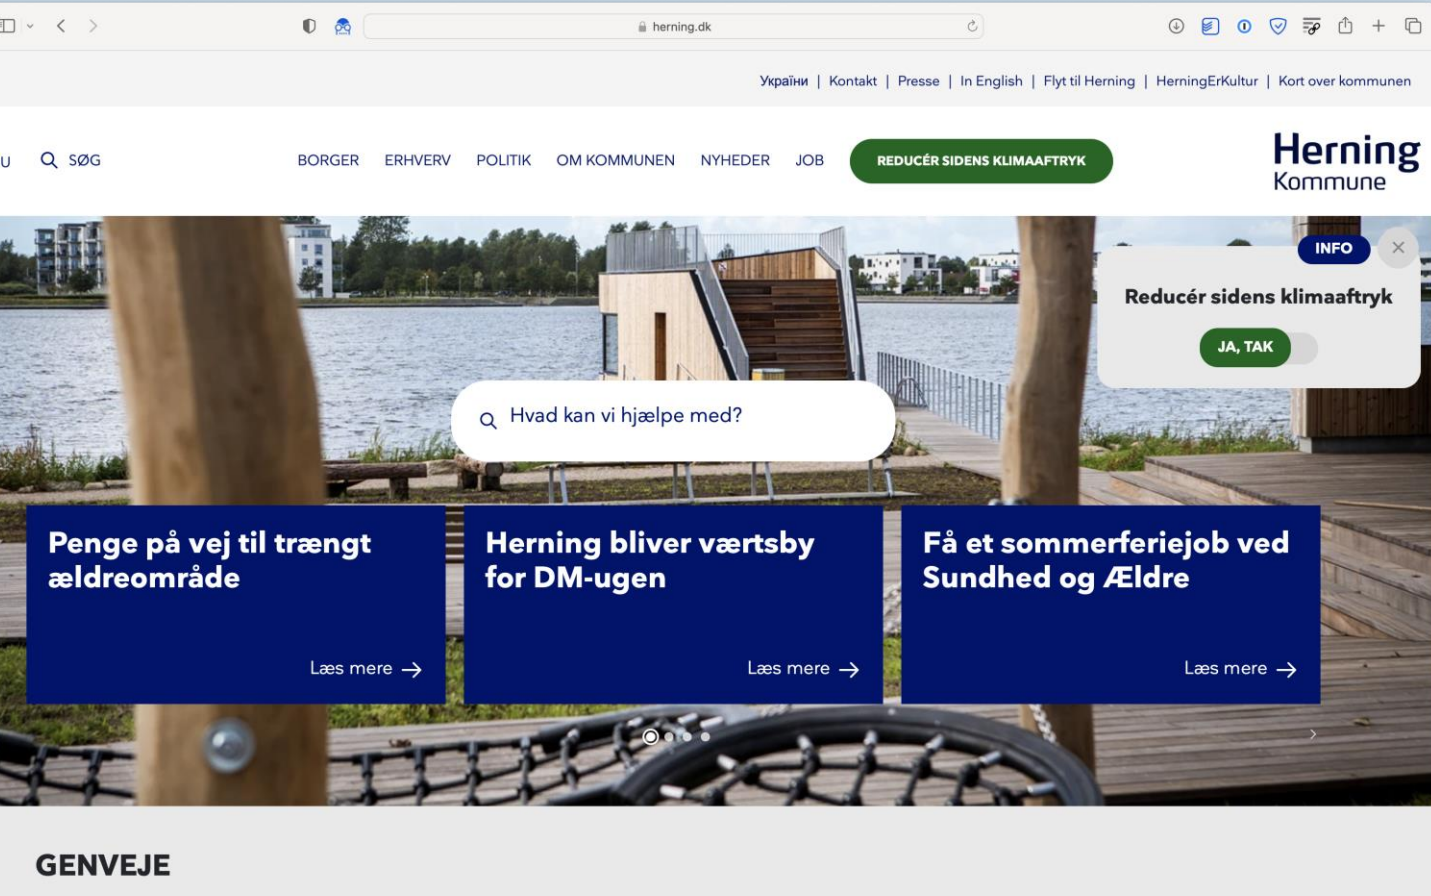 herning.dk
України | Kontakt | Presse | In English | Flyt til Herning | HerningErKultur | Kort over kommunen
U
SØG
BORGER ERHVERV POLITIK OM KOMMUNEN NYHEDER JOB REDUCÉR SIDENS KLIMAAFTRYK
Herning
Kommune
INFO
Reducér sidens klimaaftryk
JA, TAK
Hvad kan vi hjælpe med?
Penge på vej til trængt
ældreområde
Læs mere
Herning bliver værtsby
for DM-ugen
Læs mere
Få et sommerferiejob ved
Sundhed og Ældre
Læs mere
GENVEJE